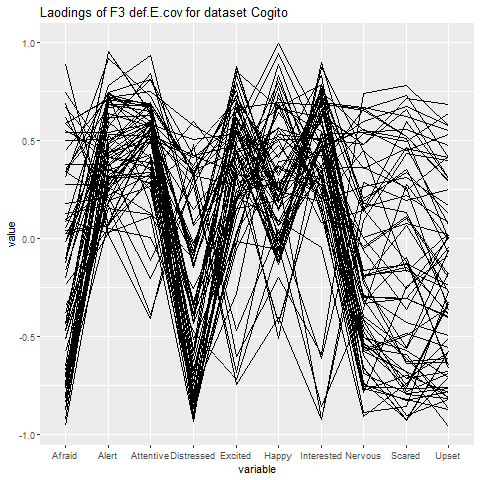 Laodings of F3 def.E.cov for dataset Cogito
1.0
0.5
0.0
-0.5
-1.0
value
Afraid Alert Attentive Distressed Excited Happy Interested Nervous Scared Upset
variable